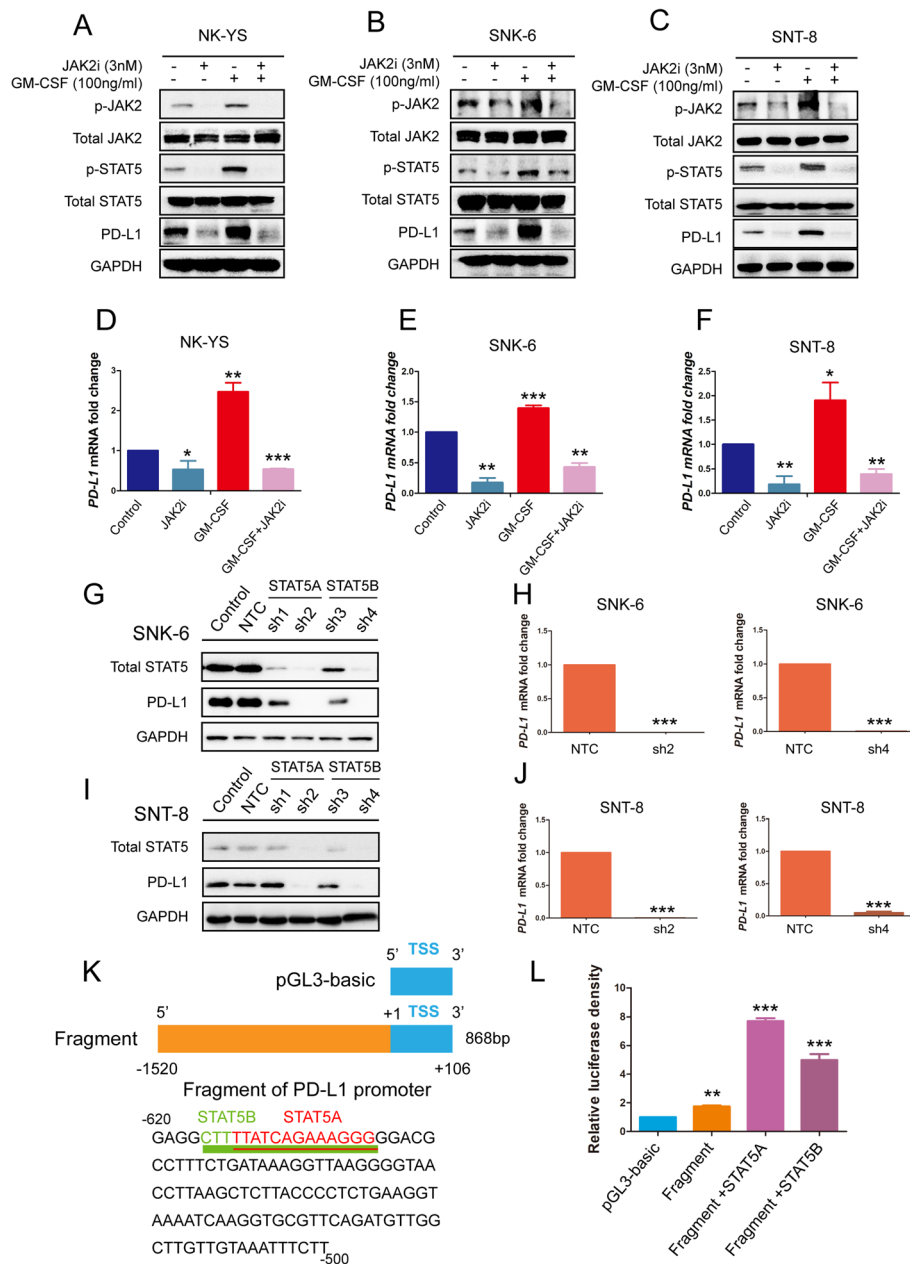 A
NK-YS
JAK2i (3nM) - + - +
GM-CSF (100ng/ml) - - + +
p-JAK2
Total JAK2
p-STAT5
Total STAT5
PD-L1
GAPDH
B
SNK-6
JAK2i (3nM) - + - +
GM-CSF (100ng/ml) - - + +
p-JAK2
Total JAK2
p-STAT5
Total STAT5
PD-L1
GAPDH
C
SNT-8
JAK2i (3nM) - + - +
GM-CSF (100ng/ml) - - + +
p-JAK2
Total JAK2
p-STAT5
Total STAT5
PD-L1
GAPDH
D
NK-YS
PD-L1 mRNA fold change
3
2
1
0
*
**
***
Control
JAK2i
GM-CSF
GM-CSF+JAK2i
E
SNK-6
PD-L1 mRNA fold change
2.0
1.5
1.0
0.5
0.0
**
***
**
Control
JAK2i
GM-CSF
GM-CSF+JAK2i
F
SNT-8
PD-L1 mRNA fold change
2.5
2.0
1.5
1.0
0.5
0.0
**
*
**
Control
JAK2i
GM-CSF
GM-CSF+JAK2i
G
SNK-6
STAT5A STAT5B
Control NTC sh1 sh2 sh3 sh4
Total STAT5
PD-L1
GAPDH
H
SNK-6
PD-L1 mRNA fold change
1.5
1.0
0.5
0.0
***
NTC sh2
SNK-6
PD-L1 mRNA fold change
1.5
1.0
0.5
0.0
***
NTC sh4
I
SNT-8
STAT5A STAT5B
Control NTC sh1 sh2 sh3 sh4
Total STAT5
PD-L1
GAPDH
J
SNT-8
PD-L1 mRNA fold change
1.5
1.0
0.5
0.0
***
NTC sh2
SNT-8
PD-L1 mRNA fold change
1.5
1.0
0.5
0.0
***
NTC sh4
K
5’ TSS 3’
pGL3-basic
5’ +1 TSS 3’
Fragment 868bp
-1520 +106
Fragment of PD-L1 promoter
STAT5B STAT5A
-620
GAGGCTTTTATCAGAAAGGGGGACG
CCTTTCTGATAAAGGTTAAGGGGTAA
CCTTAAGCTCTTACCCCTCTGAAGGT
AAAATCAAGGTGCGTTCAGATGTTGG
CTTGTTGTAAATTTCTT
-500
L
Relative luciferase density
10
8
6
4
2
0
**
***
***
pGL3-basic
Fragment
Fragment +STAT5A
Fragment +STAT5B